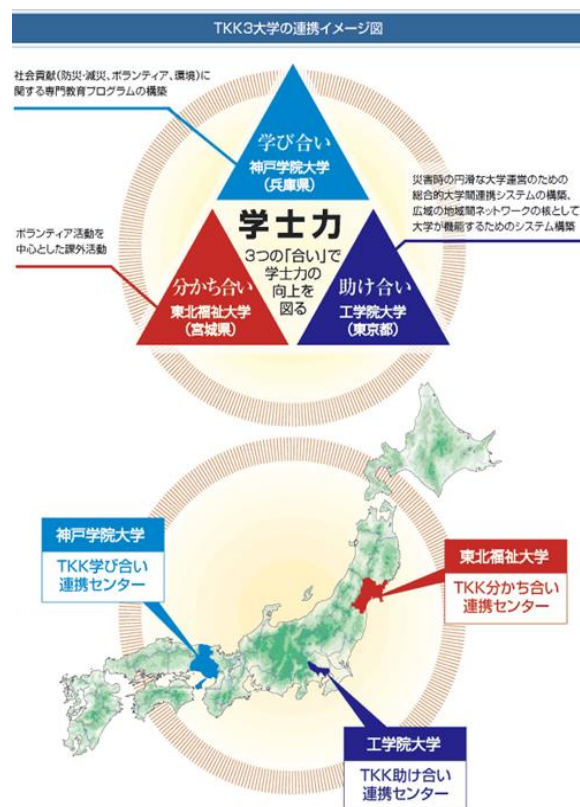 TKK3大学の連携イメージ図
社会貢献(防災・減災、ボランティア、環境)に
関する専門教育プログラムの構築
学び合い
神戸学院大学
(兵庫県)
災害時の円滑な大学運営のための
総合的大学間連携システムの構築、
広域の地域間ネットワークの核として
大学が機能するためのシステム構築
ボランティア活動を
中心とした課外活動
学士力
3つの「合い」で
学士力の
向上を
図る
分かち合い
東北福祉大学
(宮城県)
助け合い
工学院大学
(東京都)
神戸学院大学
TKK学び合い
連携センター
東北福祉大学
TKK分かち合い
連携センター
工学院大学
TKK助け合い
連携センター